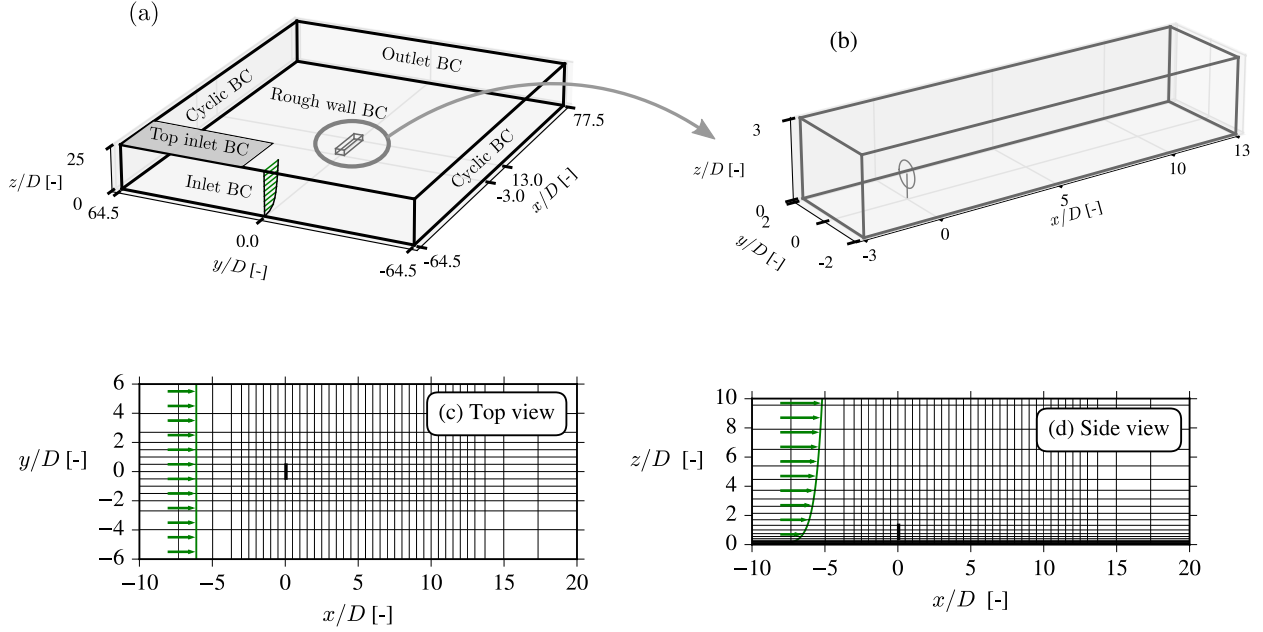 (a)
Outlet BC
Cyclic BC
Rough wall BC
Top inlet BC
Inlet BC
Cyclic BC
77.5
13.0
-3.0
x/D [-]
25
z/D [-]
0
64.5
0.0
y/D [-]
-64.5
-64.5
(b)
3
z/D [-]
0
2
0
y/D [-]
-2
-3
0
5
x/D [-]
10
13
6
4
2
y/D [-]
0
−2
−4
−6
(c) Top view
−10 −5 0 5 10 15 20
x/D [-]
10
8
6
z/D [-]
4
2
0
(d) Side view
−10 −5 0 5 10 15 20
x/D [-]